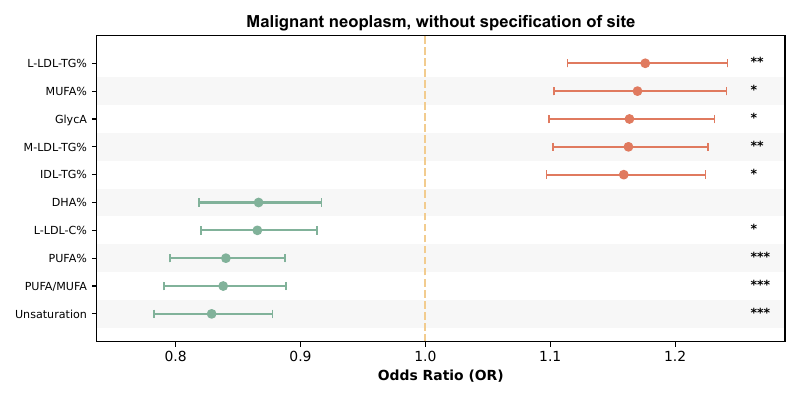 Malignant neoplasm, without specification of site
L-LDL-TG% **
MUFA% *
GlycA *
M-LDL-TG% **
IDL-TG% *
DHA%
L-LDL-C% *
PUFA% ***
PUFA/MUFA ***
Unsaturation ***
0.8 0.9 1.0 1.1 1.2
Odds Ratio (OR)